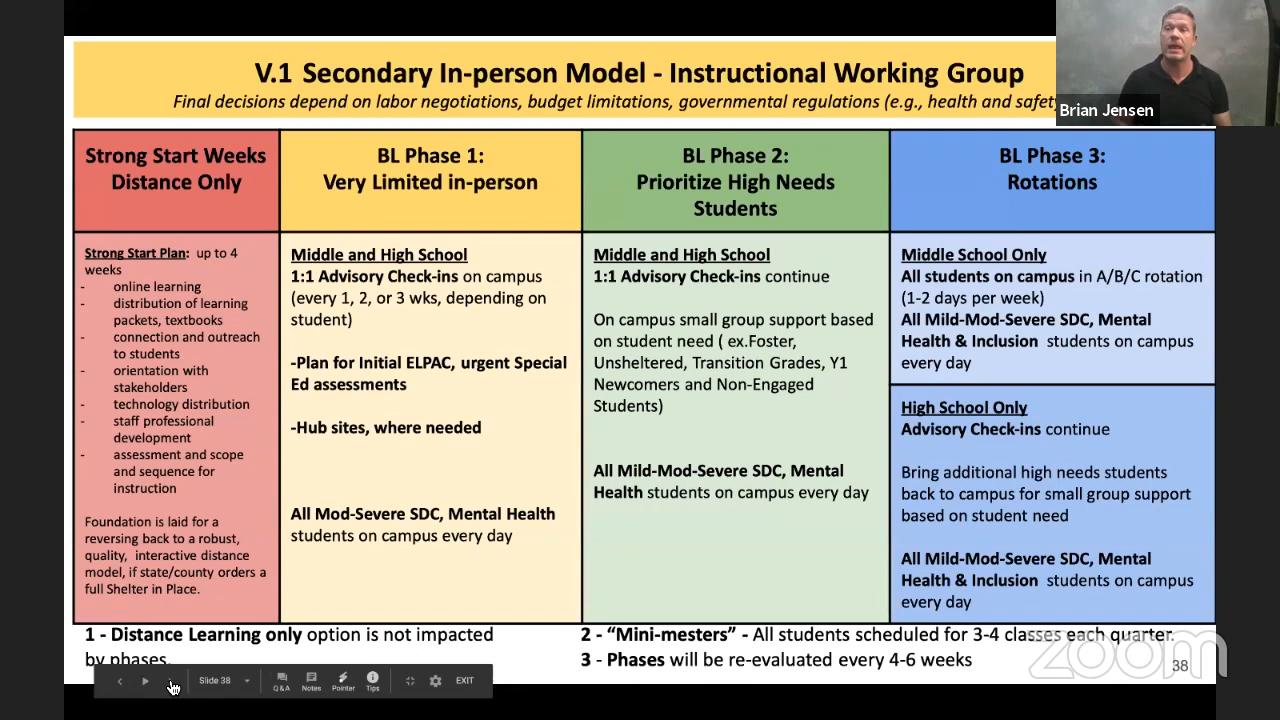 V.1 Secondary In-person Model - Instructional Working Group
Final decisions depend on labor negotiations, budget limitations, governmental regulations (e.g., health and safety
Brian Jensen
Strong Start Weeks
Distance Only
BL Phase 1:
Very Limited in-person
BL Phase 2:
Prioritize High Needs
Students
BL Phase 3:
Rotations
Strong Start Plan: up to 4
weeks
- online learning
- distribution of learning
packets, textbooks
- connection and outreach
to students
- orientation with
stakeholders
- technology distribution
- staff professional
development
- assessment and scope
and sequence for
instruction
Foundation is laid for a
reversing back to a robust,
quality, interactive distance
model, if state/county orders a
full Shelter in Place.
Middle and High School
1:1 Advisory Check-ins on campus
(every 1, 2, or 3 wks, depending on
student)
-Plan for Initial ELPAC, urgent Special
Ed assessments
-Hub sites, where needed
All Mod-Severe SDC, Mental Health
students on campus every day
Middle and High School
1:1 Advisory Check-ins continue
On campus small group support based
on student need ( ex.Foster,
Unsheltered, Transition Grades, Y1
Newcomers and Non-Engaged
Students)
All Mild-Mod-Severe SDC, Mental
Health students on campus every day
Middle School Only
All students on campus in A/B/C rotation
(1-2 days per week)
All Mild-Mod-Severe SDC, Mental
Health & Inclusion students on campus
every day
High School Only
Advisory Check-ins continue
Bring additional high needs students
back to campus for small group support
based on student need
All Mild-Mod-Severe SDC, Mental
Health & Inclusion students on campus
every day
1 - Distance Learning only option is not impacted
by phases.
2 - “Mini-mesters” - All students scheduled for 3-4 classes each quarter.
3 - Phases will be re-evaluated every 4-6 weeks
zoom
38
Slide 38
Q&A
Notes
Pointer
Tips
EXIT